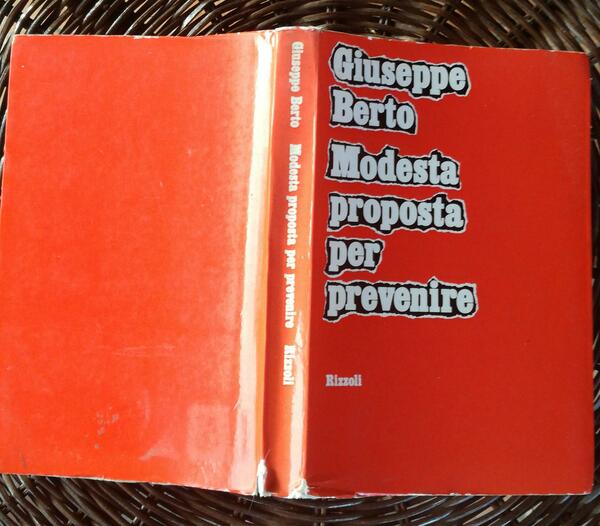 Giuseppe Berto Modesta proposta per prevenire Rizzoli
Giuseppe
Berto
Modesta
proposta
per
prevenire
Rizzoli